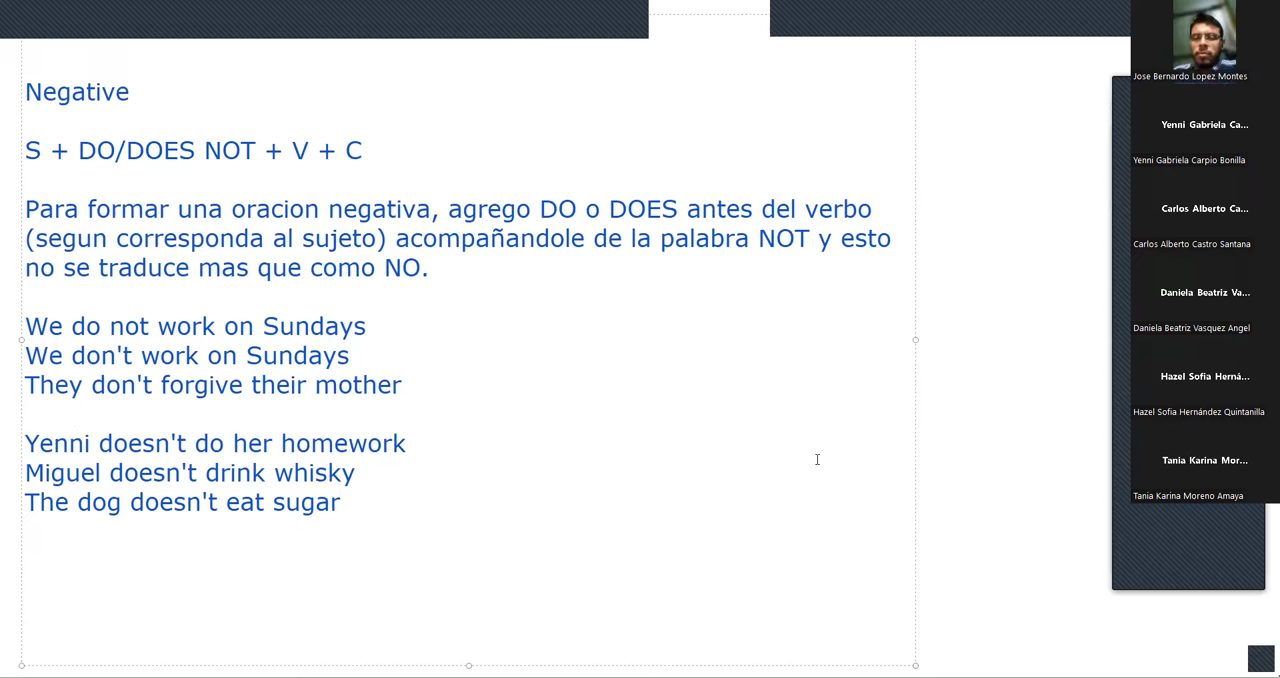 Negative
S + DO/DOES NOT + V + C
Para formar una oracion negativa, agrego DO o DOES antes del verbo
(segun corresponda al sujeto) acompañandole de la palabra NOT y esto
no se traduce mas que como NO.
We do not work on Sundays
We don't work on Sundays
They don't forgive their mother
Yenni doesn't do her homework
Miguel doesn't drink whisky
The dog doesn't eat sugar
Jose Bernardo Lopez Montes
Yenni Gabriela Ca...
Yenni Gabriela Carpio Bonilla
Carlos Alberto Ca...
Carlos Alberto Castro Santana
Daniela Beatriz Va...
Daniela Beatriz Vasquez Angel
Hazel Sofia Herná...
Hazel Sofia Hernández Quintanilla
Tania Karina Mor...
Tania Karina Moreno Amaya